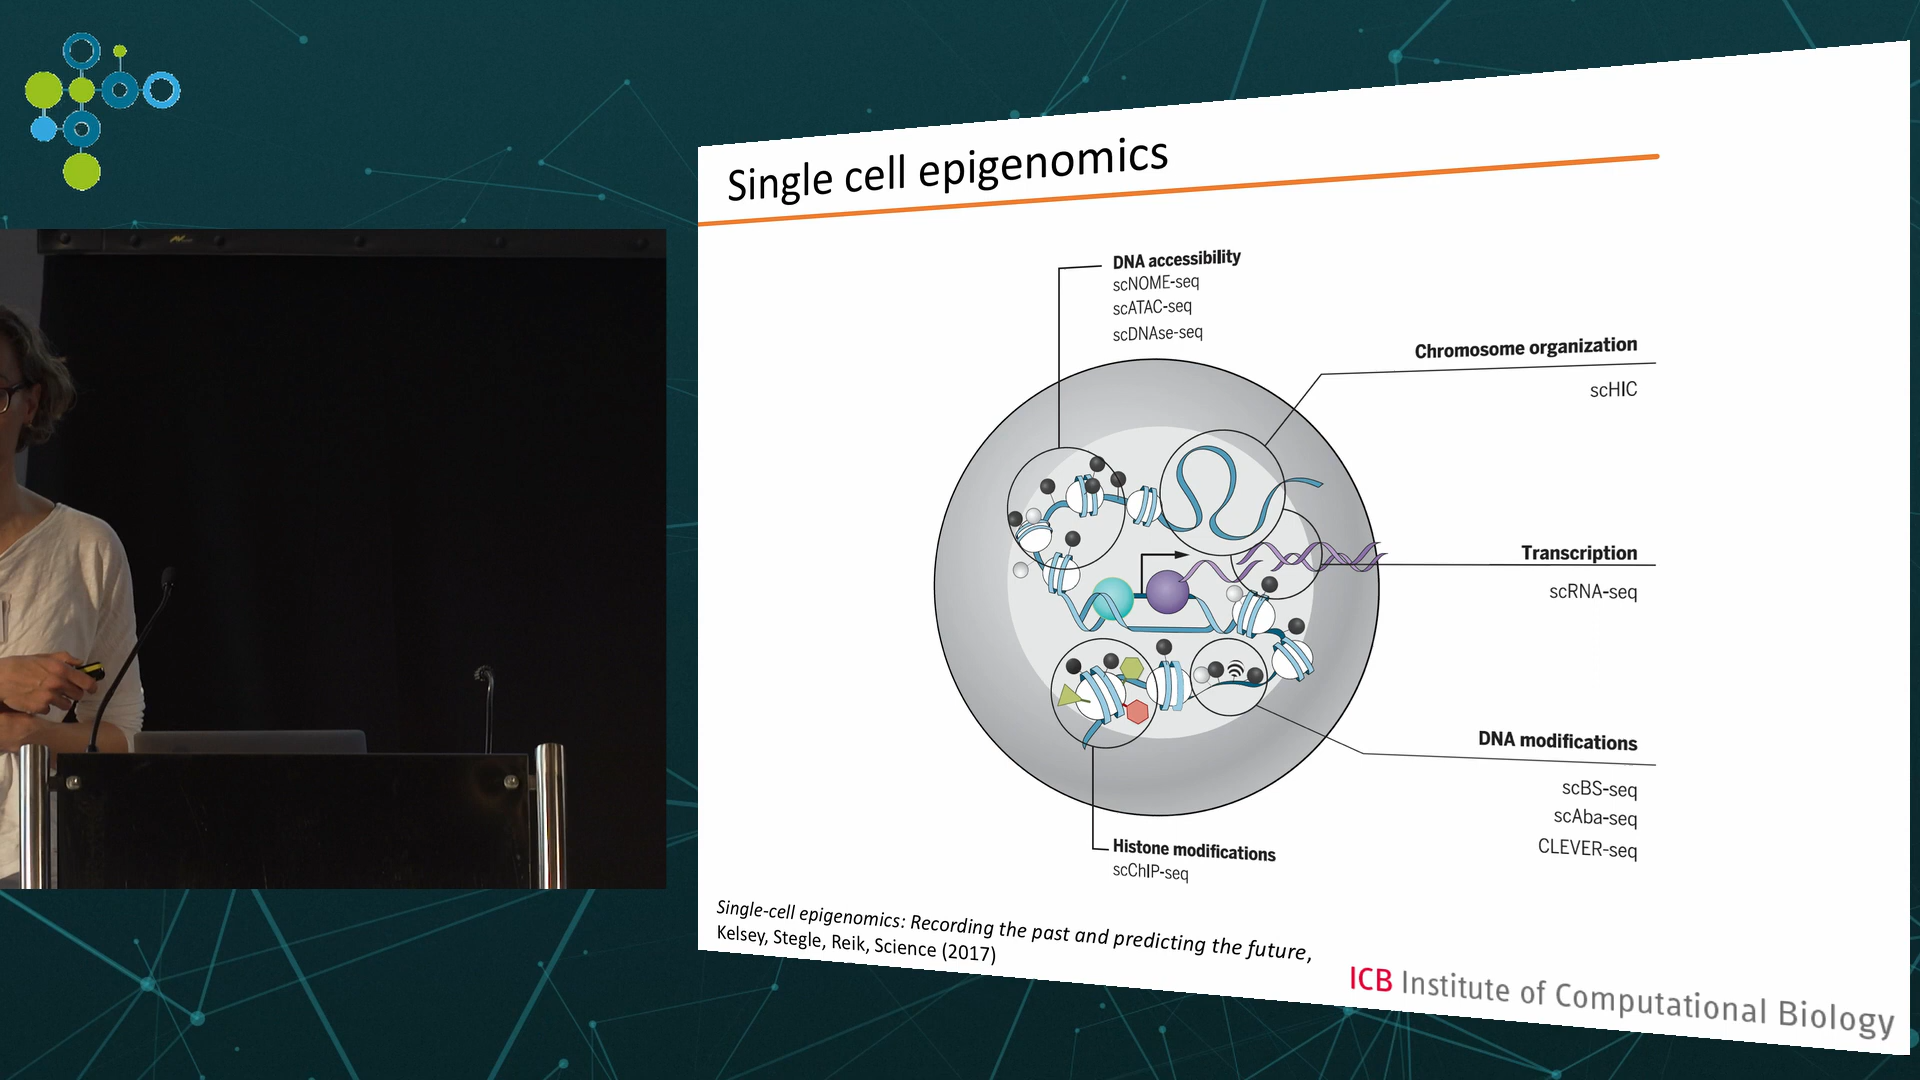 Single cell epigenomics
DNA accessibility
scNOME-seq
scATAC-seq
scDNAse-seq
Chromosome organization
scHIC
Transcription
scRNA-seq
DNA modifications
scBS-seq
scAba-seq
CLEVER-seq
Histone modifications
scChIP-seq
Single-cell epigenomics: Recording the past and predicting the future,
Kelsey, Stegle, Reik, Science (2017)
ICB Institute of Computational Biology